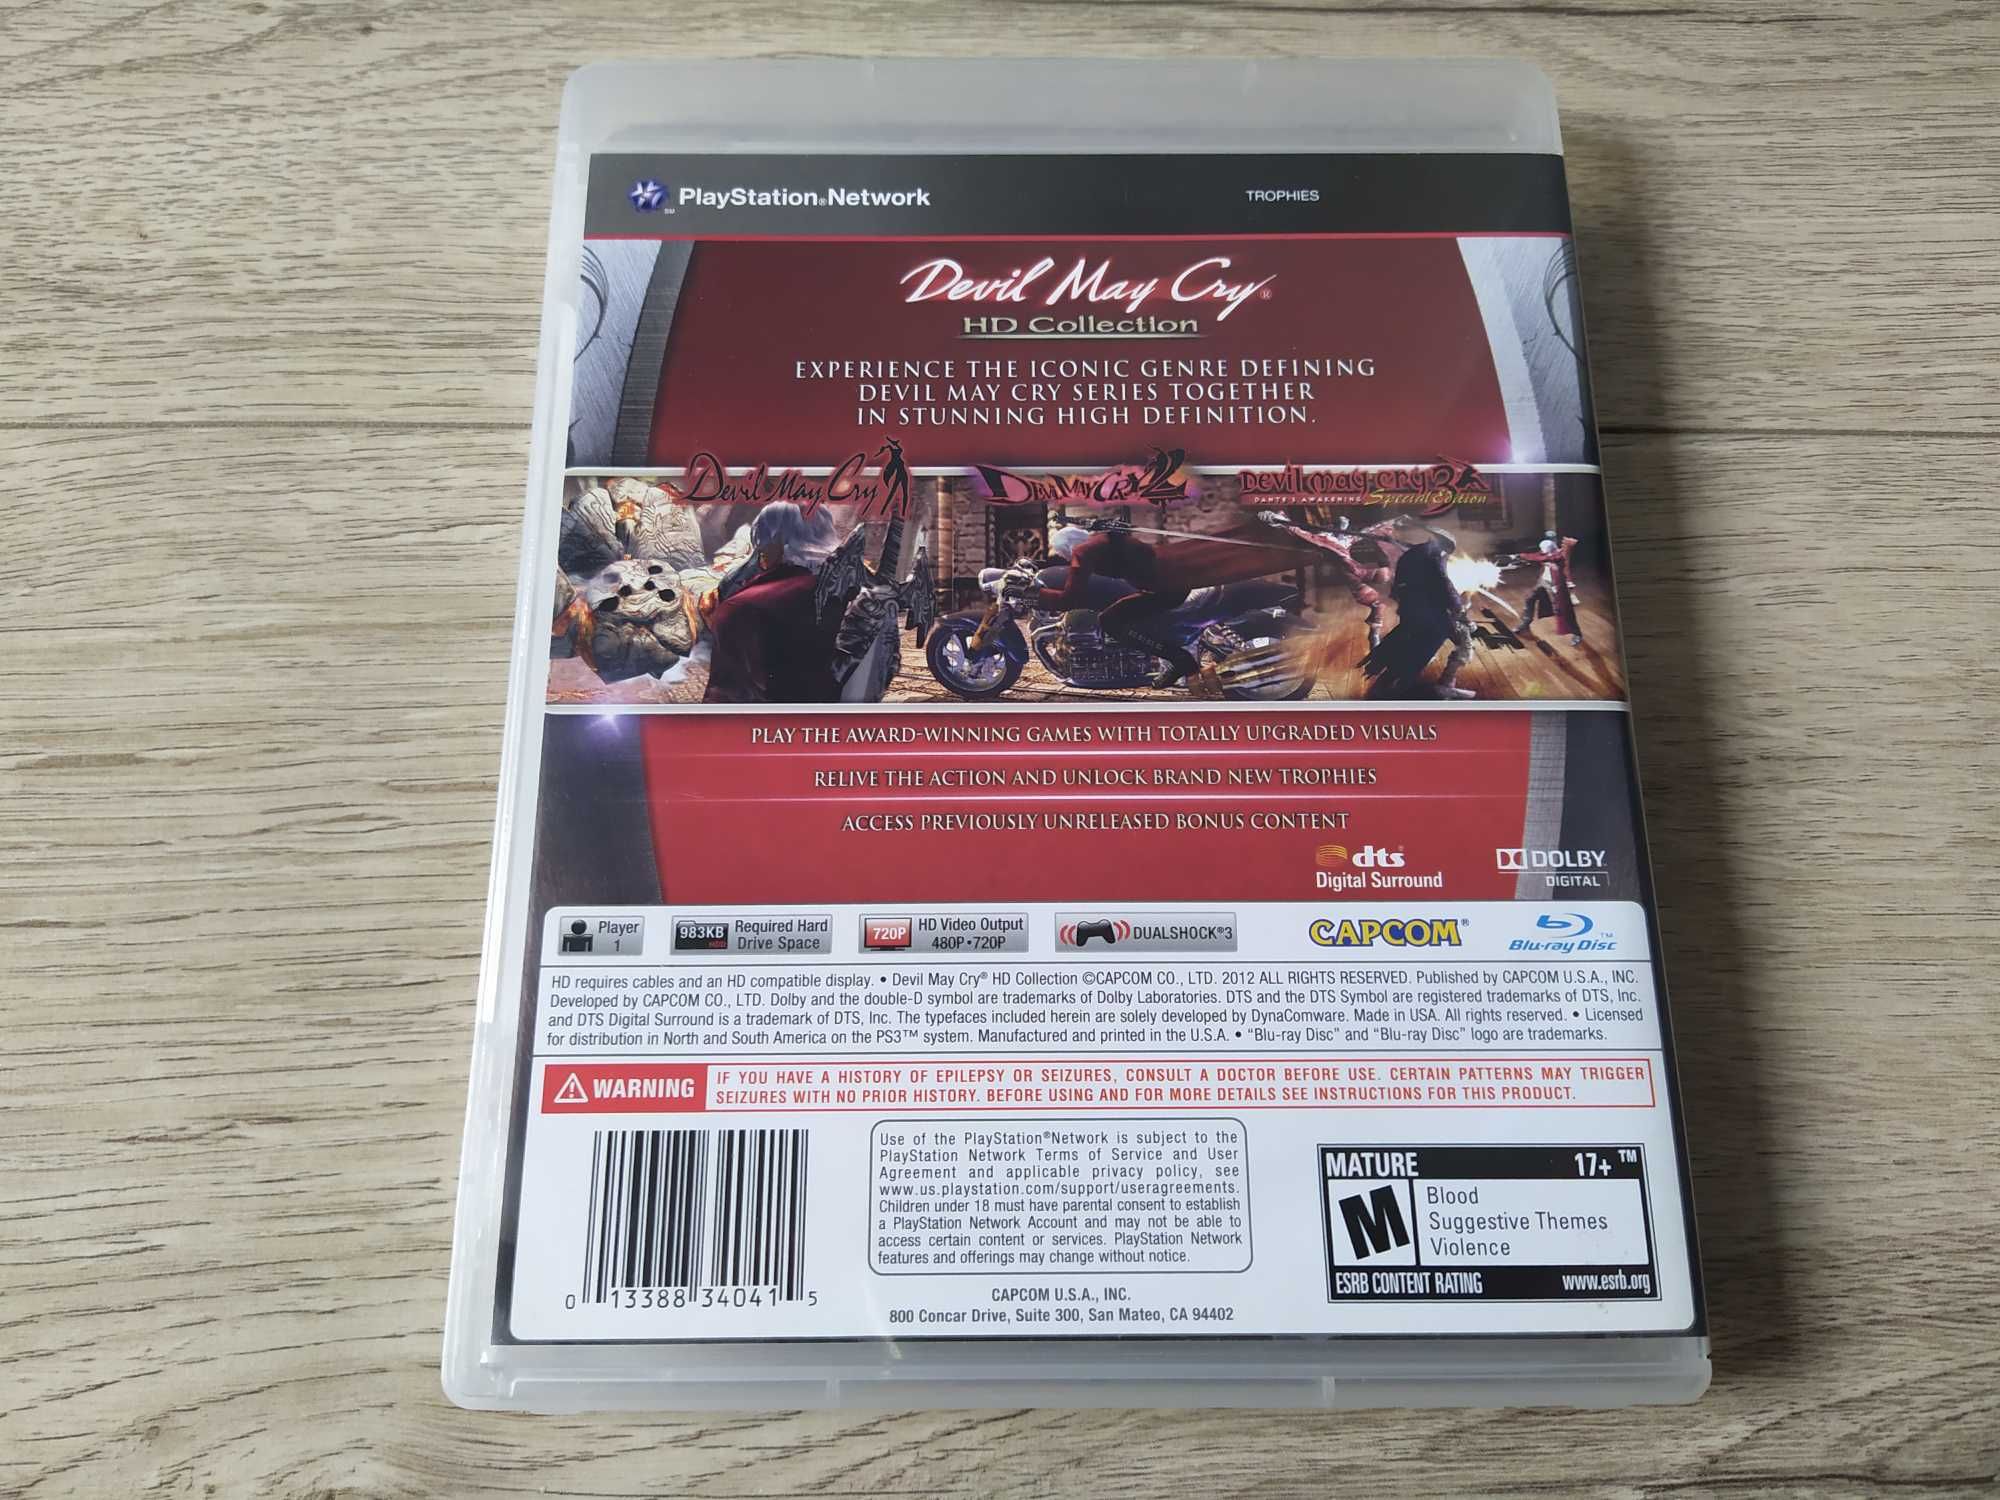 PlayStation®Network
SM
TROPHIES
Devil May Cry®
HD Collection
EXPERIENCE THE ICONIC GENRE DEFINING
DEVIL MAY CRY SERIES TOGETHER
IN STUNNING HIGH DEFINITION.
Devil May Cry
DEVIL MAY CRY 2
Devil may cry 3
DANTE'S AWAKENING Special Edition
PLAY THE AWARD-WINNING GAMES WITH TOTALLY UPGRADED VISUALS
RELIVE THE ACTION AND UNLOCK BRAND NEW TROPHIES
ACCESS PREVIOUSLY UNRELEASED BONUS CONTENT
dts
Digital Surround
DOLBY
DIGITAL
Player
1
983KB
HDD
Required Hard
Drive Space
720P
HD Video Output
480P•720P
DUALSHOCK®3
CAPCOM®
Blu-ray Disc™
HD requires cables and an HD compatible display. • Devil May Cry® HD Collection ©CAPCOM CO., LTD. 2012 ALL RIGHTS RESERVED. Published by CAPCOM U.S.A., INC.
Developed by CAPCOM CO., LTD. Dolby and the double-D symbol are trademarks of Dolby Laboratories. DTS and the DTS Symbol are registered trademarks of DTS, Inc.
and DTS Digital Surround is a trademark of DTS, Inc. The typefaces included herein are solely developed by DynaComware. Made in USA. All rights reserved. • Licensed
for distribution in North and South America on the PS3™ system. Manufactured and printed in the U.S.A. • "Blu-ray Disc" and "Blu-ray Disc" logo are trademarks.
WARNING
IF YOU HAVE A HISTORY OF EPILEPSY OR SEIZURES, CONSULT A DOCTOR BEFORE USE. CERTAIN PATTERNS MAY TRIGGER
SEIZURES WITH NO PRIOR HISTORY. BEFORE USING AND FOR MORE DETAILS SEE INSTRUCTIONS FOR THIS PRODUCT.
0 13388 34041 5
Use of the PlayStation®Network is subject to the
PlayStation Network Terms of Service and User
Agreement and applicable privacy policy, see
www.us.playstation.com/support/useragreements.
Children under 18 must have parental consent to establish
a PlayStation Network Account and may not be able to
access certain content or services. PlayStation Network
features and offerings may change without notice.
CAPCOM U.S.A., INC.
800 Concar Drive, Suite 300, San Mateo, CA 94402
MATURE 17+ ™
M
Blood
Suggestive Themes
Violence
ESRB CONTENT RATING www.esrb.org